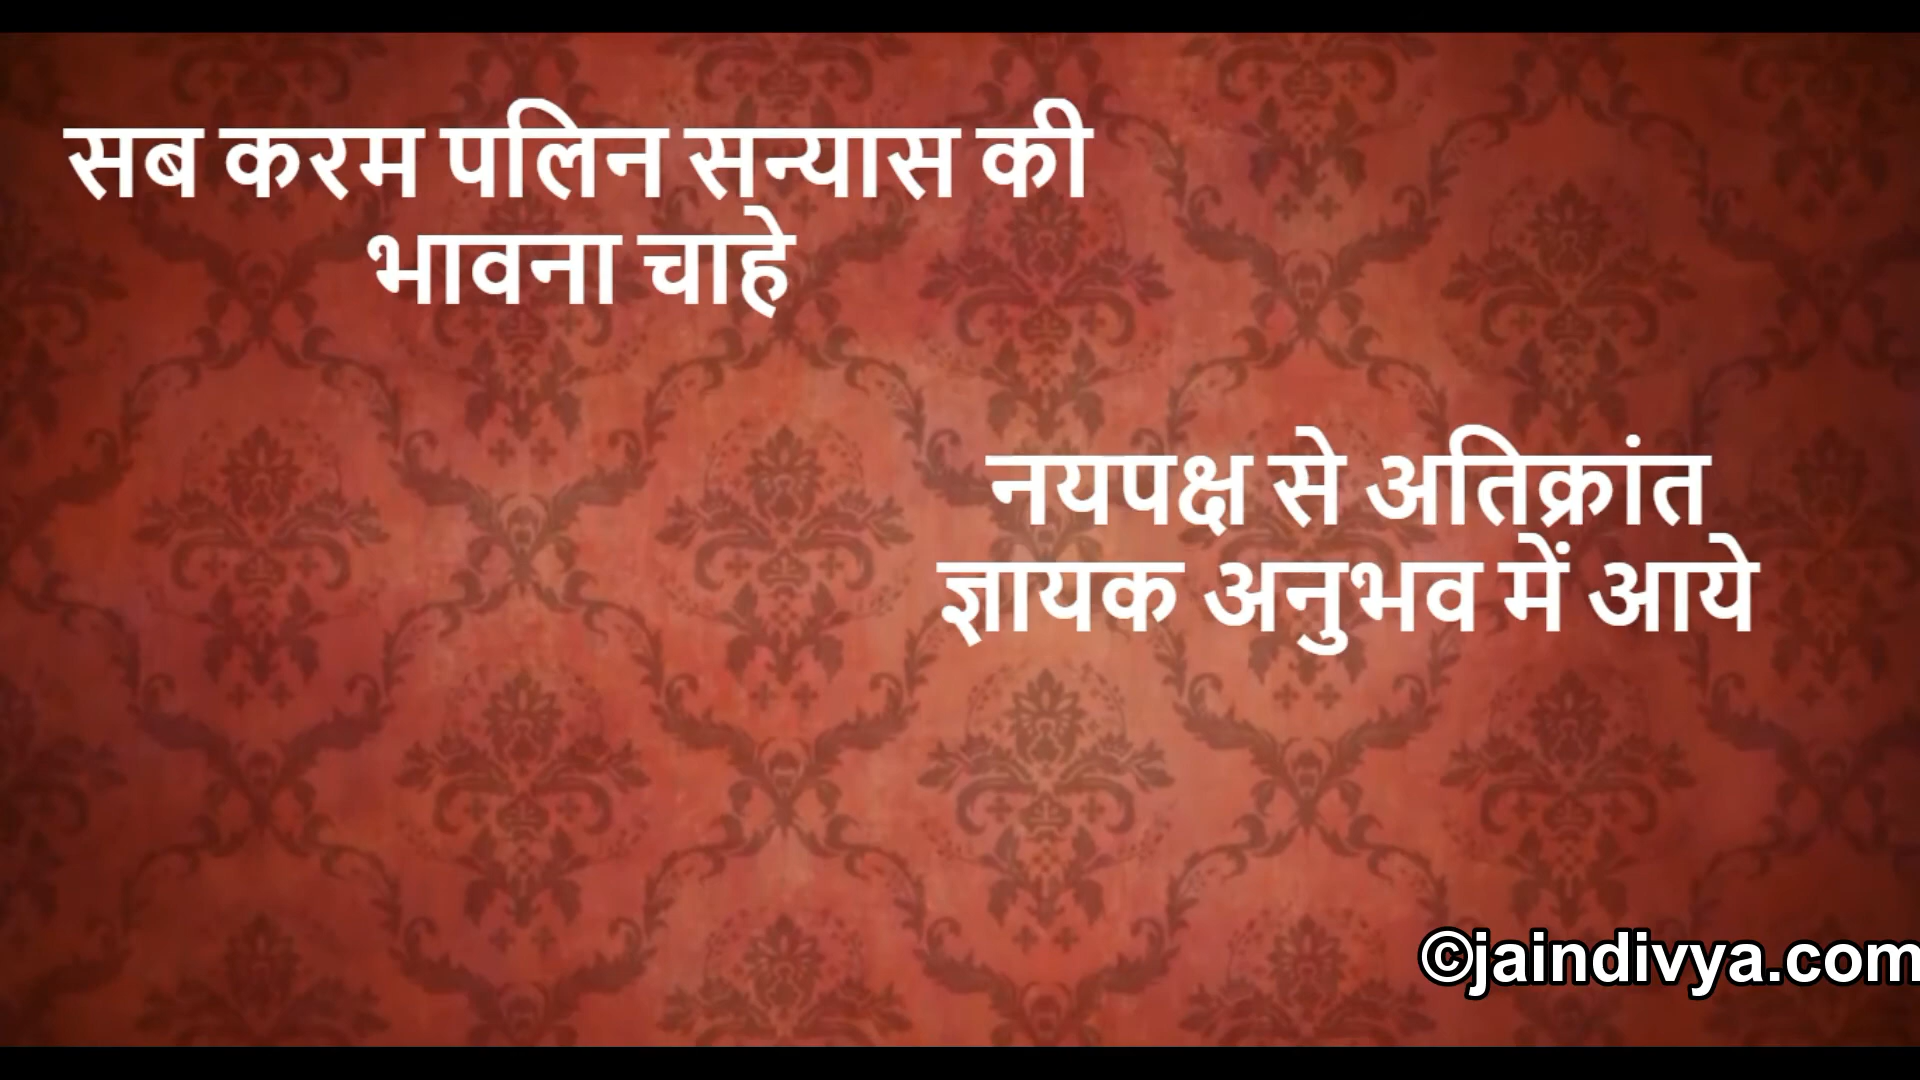 सब करम पलिन सन्यास की
भावना चाहे
नयपक्ष से अतिक्रांत
ज्ञायक अनुभव में आये
©jaindivya.com